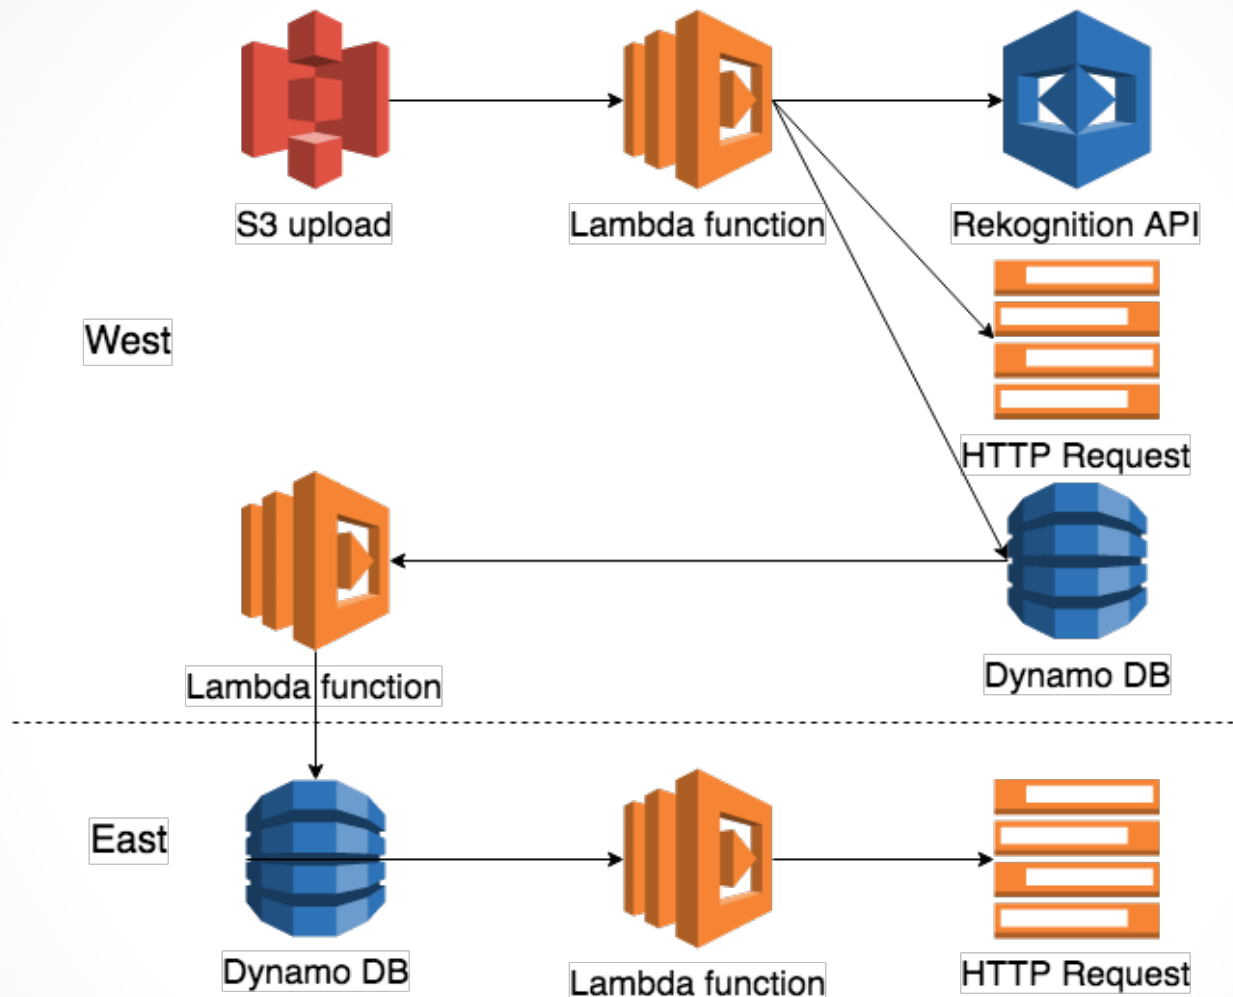 S3 upload
Lambda function
Rekognition API
West
HTTP Request
Lambda function
Dynamo DB
East
Dynamo DB
Lambda function
HTTP Request